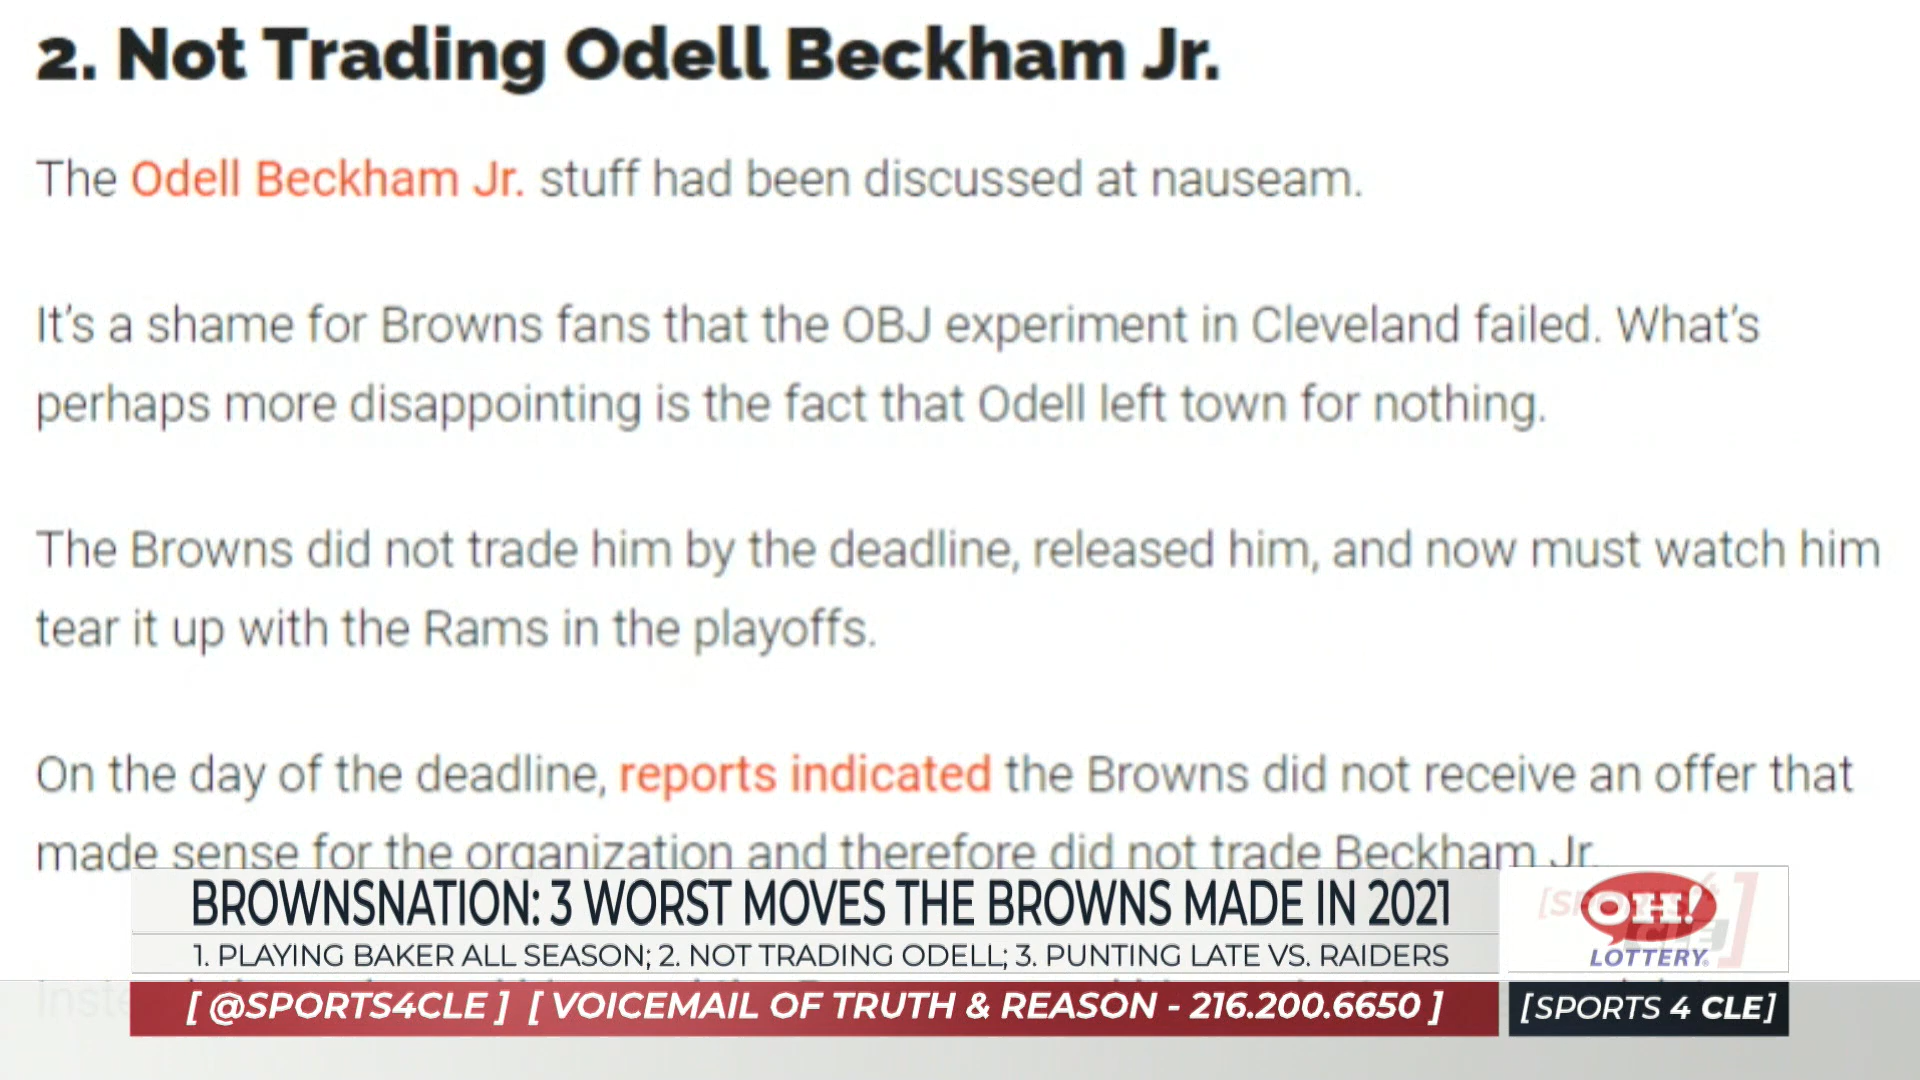 2. Not Trading Odell Beckham Jr.
The Odell Beckham Jr. stuff had been discussed at nauseam.
It's a shame for Browns fans that the OBJ experiment in Cleveland failed. What's
perhaps more disappointing is the fact that Odell left town for nothing.
The Browns did not trade him by the deadline, released him, and now must watch him
tear it up with the Rams in the playoffs.
On the day of the deadline, reports indicated the Browns did not receive an offer that
made sense for the organization and therefore did not trade Beckham Jr.
BROWNSNATION: 3 WORST MOVES THE BROWNS MADE IN 2021
1. PLAYING BAKER ALL SEASON; 2. NOT TRADING ODELL; 3. PUNTING LATE VS. RAIDERS
OH!
LOTTERY®
[ @SPORTS4CLE ] [ VOICEMAIL OF TRUTH & REASON - 216.200.6650 ]
[SPORTS 4 CLE]